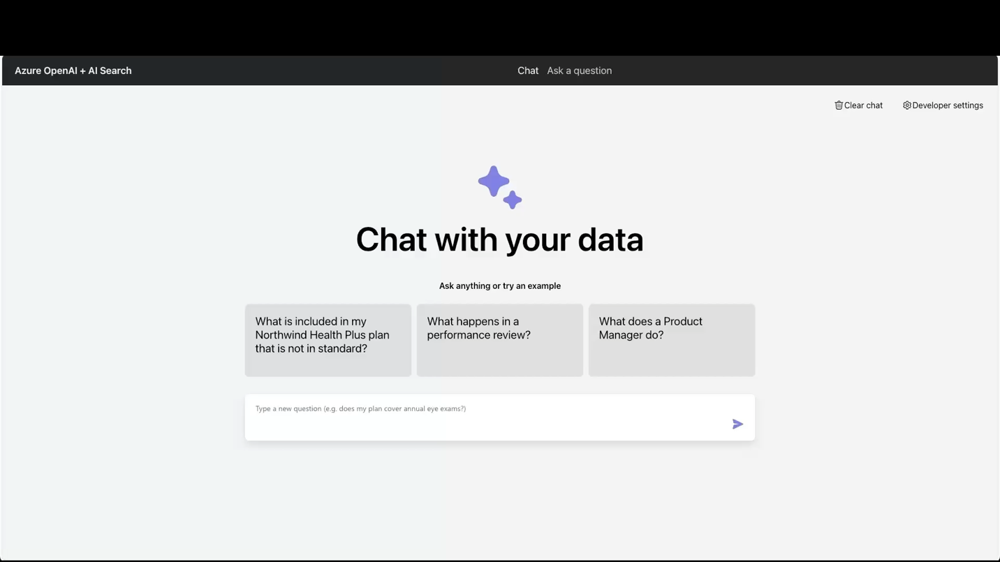 Azure OpenAI + AI Search
Chat
Ask a question
Clear chat
Developer settings
Chat with your data
Ask anything or try an example
What is included in my
Northwind Health Plus plan
that is not in standard?
What happens in a
performance review?
What does a Product
Manager do?
Type a new question (e.g. does my plan cover annual eye exams?)